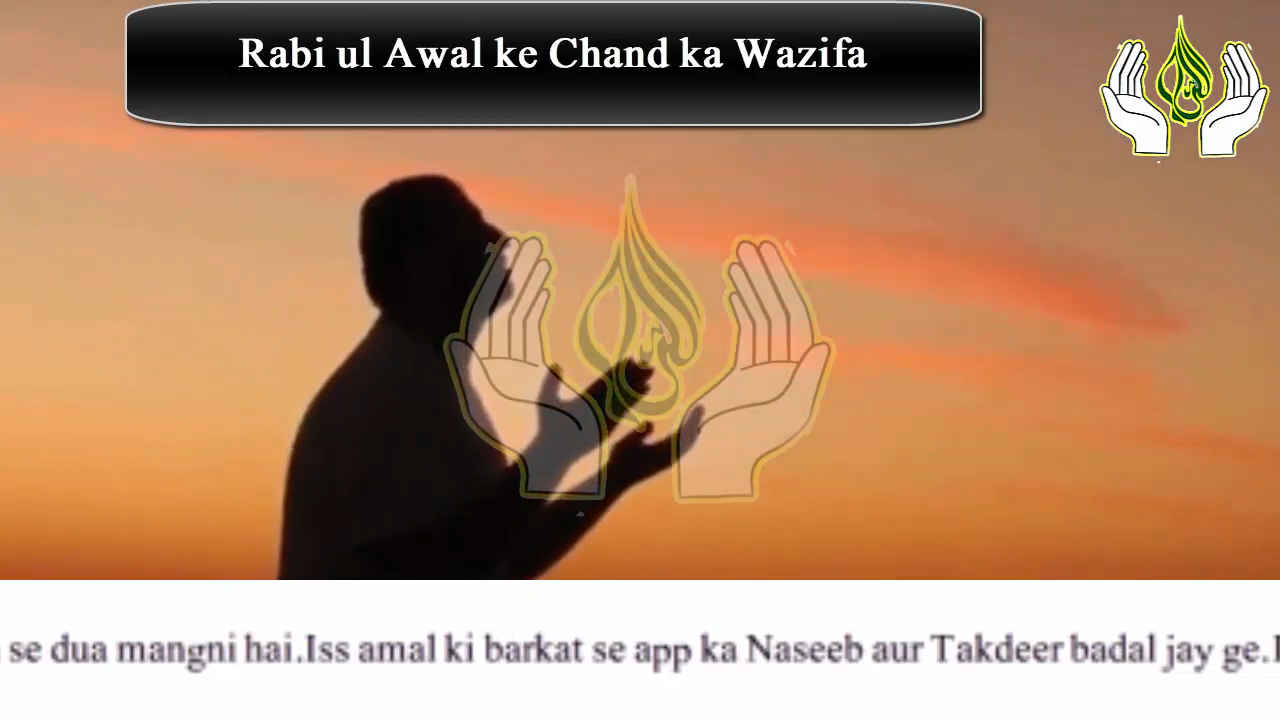 Rabi ul Awal ke Chand ka Wazifa
se dua mangni hai.Iss amal ki barkat se app ka Naseeb aur Takdeer badal jay ge.